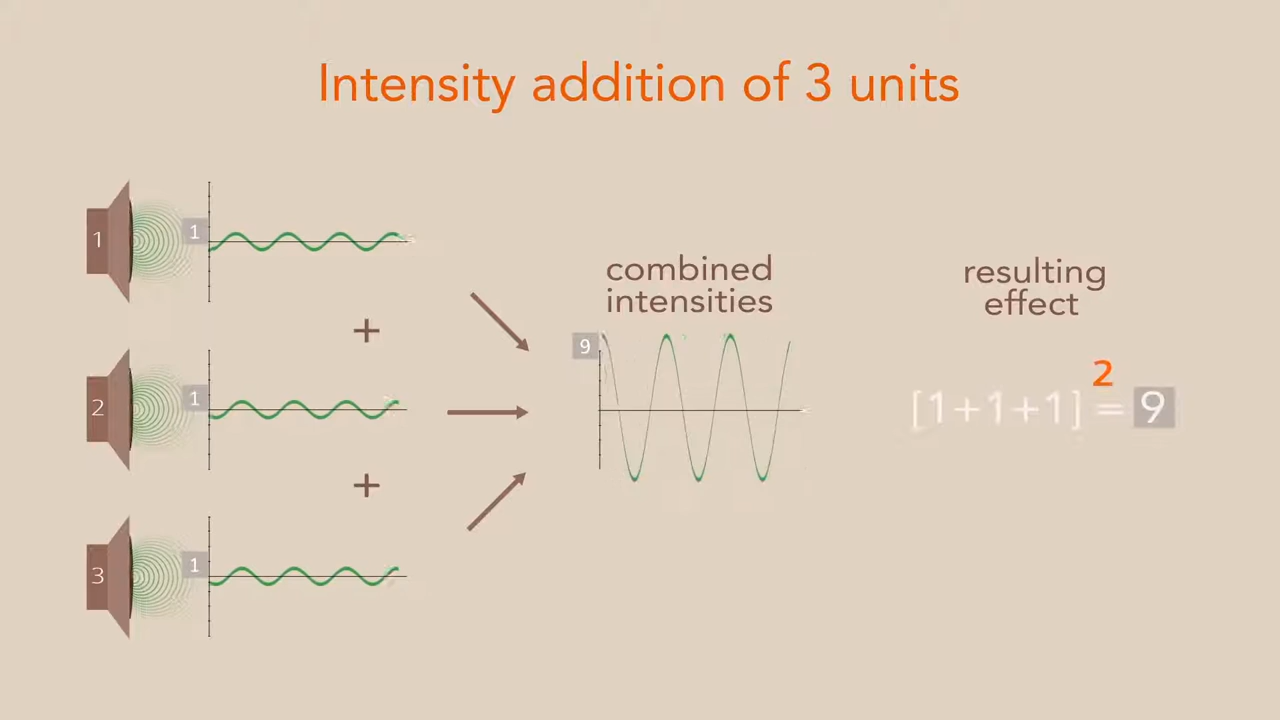 Intensity addition of 3 units
1
1
+
combined
intensities
resulting
effect
9
[1+1+1]² = 9
2
1
+
3
1